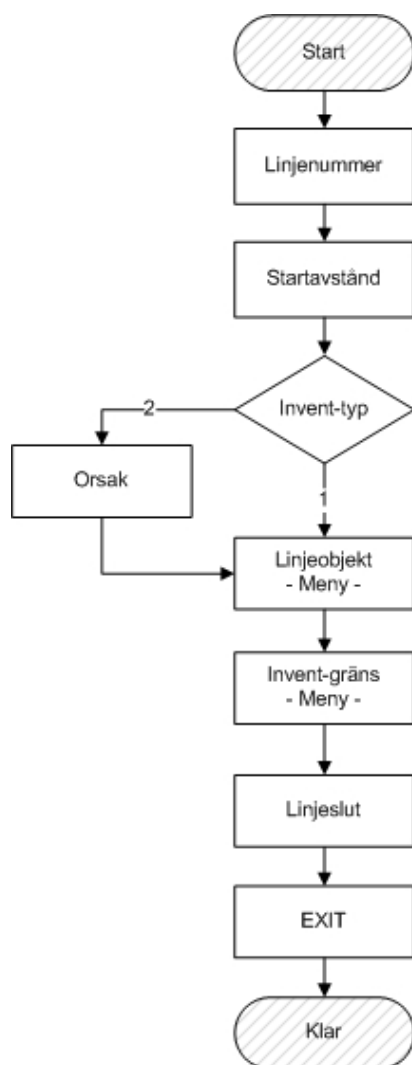 Start
Linjenummer
Startavstånd
Invent-typ
2
Orsak
1
Linjeobjekt
- Meny -
Invent-gräns
- Meny -
Linjeslut
EXIT
Klar